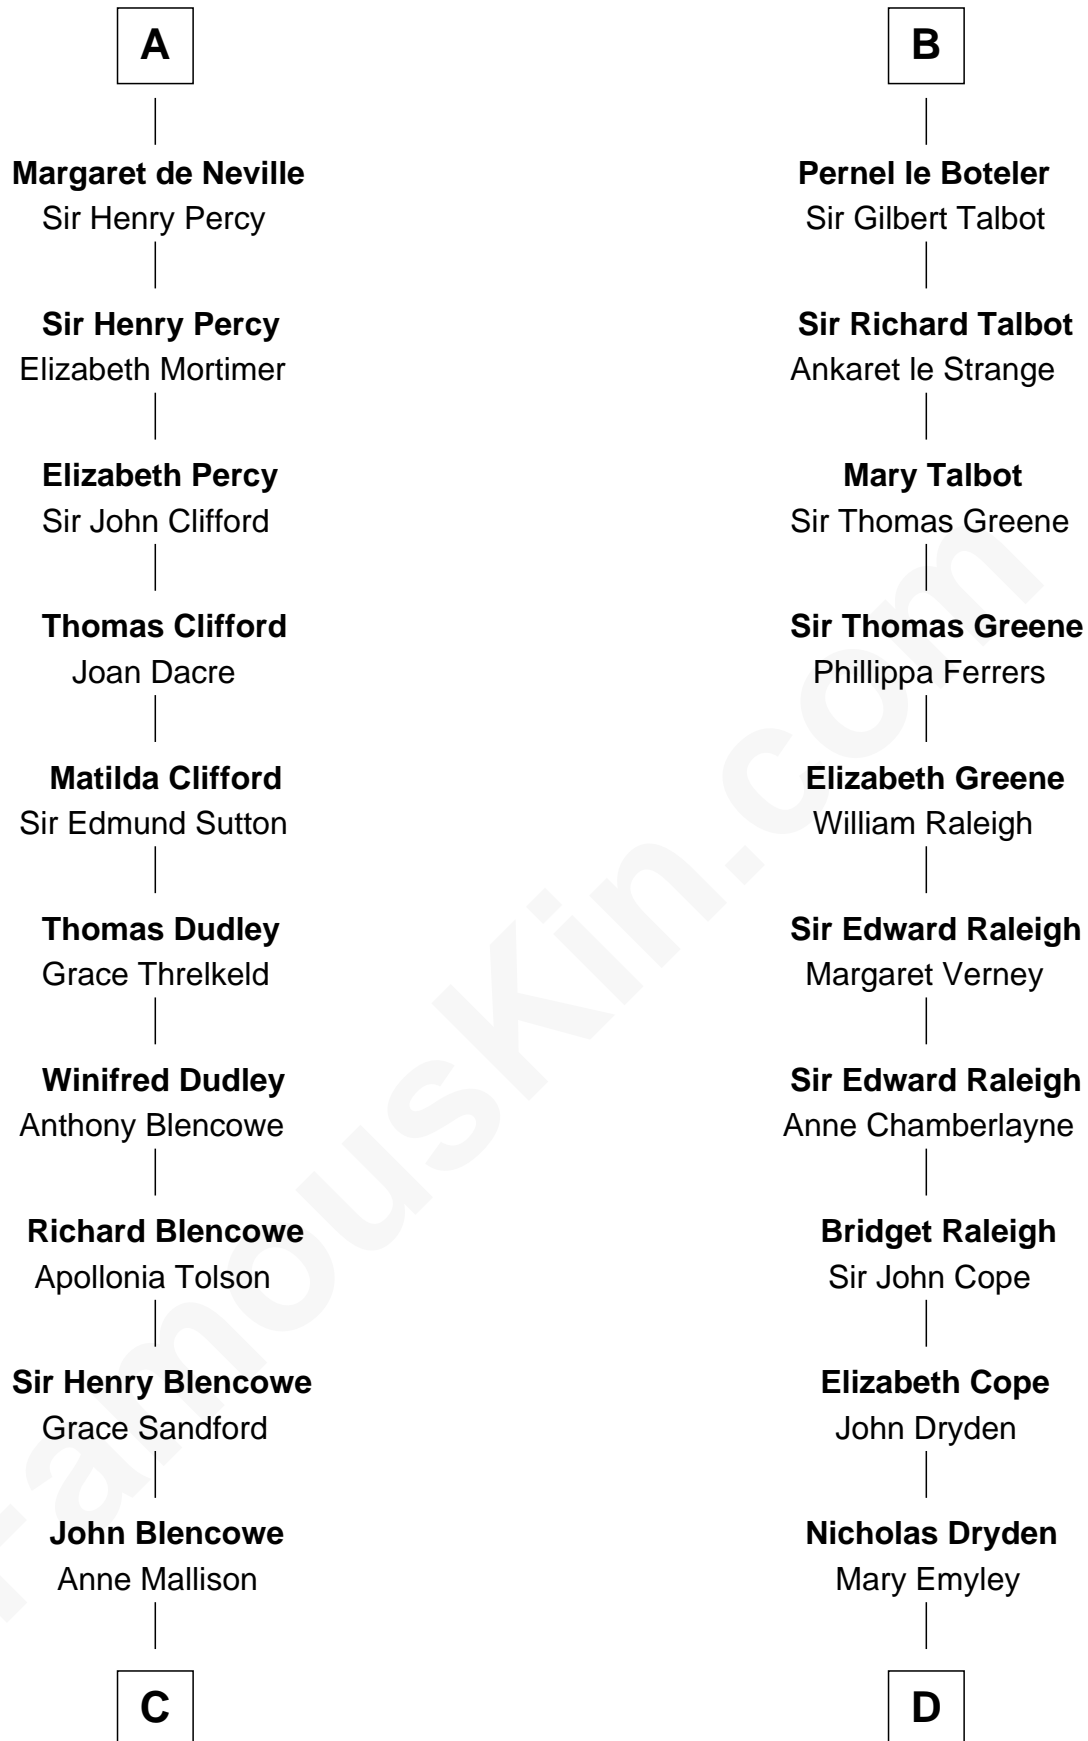 A
Margaret de Neville
Sir Henry Percy
Sir Henry Percy
Elizabeth Mortimer
Elizabeth Percy
Sir John Clifford
Thomas Clifford
Joan Dacre
Matilda Clifford
Sir Edmund Sutton
Thomas Dudley
Grace Threlkeld
Winifred Dudley
Anthony Blencowe
Richard Blencowe
Apollonia Tolson
Sir Henry Blencowe
Grace Sandford
John Blencowe
Anne Mallison
C
B
Pernel le Boteler
Sir Gilbert Talbot
Sir Richard Talbot
Ankaret le Strange
Mary Talbot
Sir Thomas Greene
Sir Thomas Greene
Phillippa Ferrers
Elizabeth Greene
William Raleigh
Sir Edward Raleigh
Margaret Verney
Sir Edward Raleigh
Anne Chamberlayne
Bridget Raleigh
Sir John Cope
Elizabeth Cope
John Dryden
Nicholas Dryden
Mary Emyley
D
FamousKin.com